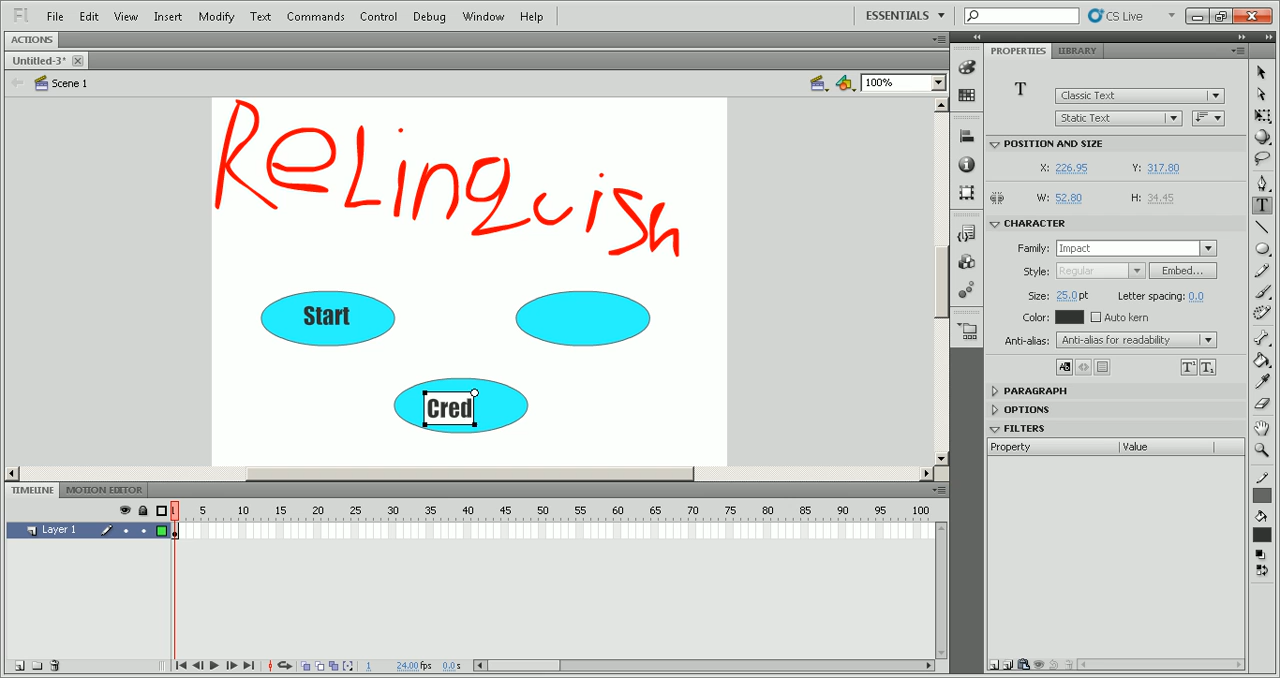 Fl File Edit View Insert Modify Text Commands Control Debug Window Help ESSENTIALS CS Live
ACTIONS
Untitled-3*
Scene 1 100%
ReLinquish
Start
Cred
TIMELINE MOTION EDITOR
1 5 10 15 20 25 30 35 40 45 50 55 60 65 70 75 80 85 90 95 100
Layer 1
1 24.00 fps 0.0 s
PROPERTIES LIBRARY
T Classic Text
Static Text
POSITION AND SIZE
X: 226.95 Y: 317.80
W: 52.80 H: 34.45
CHARACTER
Family: Impact
Style: Regular Embed...
Size: 25.0 pt Letter spacing: 0.0
Color: Auto kern
Anti-alias: Anti-alias for readability
PARAGRAPH
OPTIONS
FILTERS
Property Value